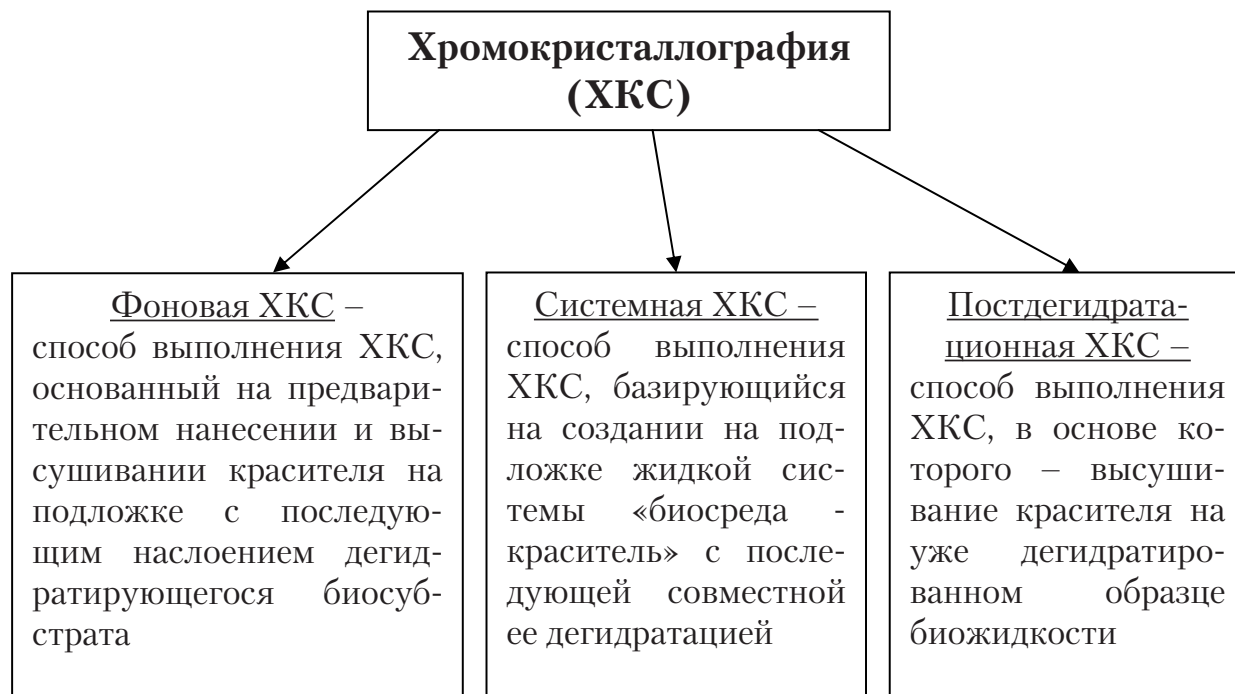 Хромокристаллография
(ХКС)
Фоновая ХКС –
способ выполнения ХКС,
основанный на предвари-
тельном нанесении и вы-
сушивании красителя на
подложке с последую-
щим наслоением дегид-
ратирующегося биосуб-
страта
Системная ХКС –
способ выполнения
ХКС, базирующийся
на создании на под-
ложке жидкой сис-
темы «биосреда -
краситель» с после-
дующей совместной
ее дегидратацией
Постдегидрата-
ционная ХКС –
способ выполнения
ХКС, в основе ко-
торого – высуши-
вание красителя на
уже дегидратиро-
ванном образце
биожидкости